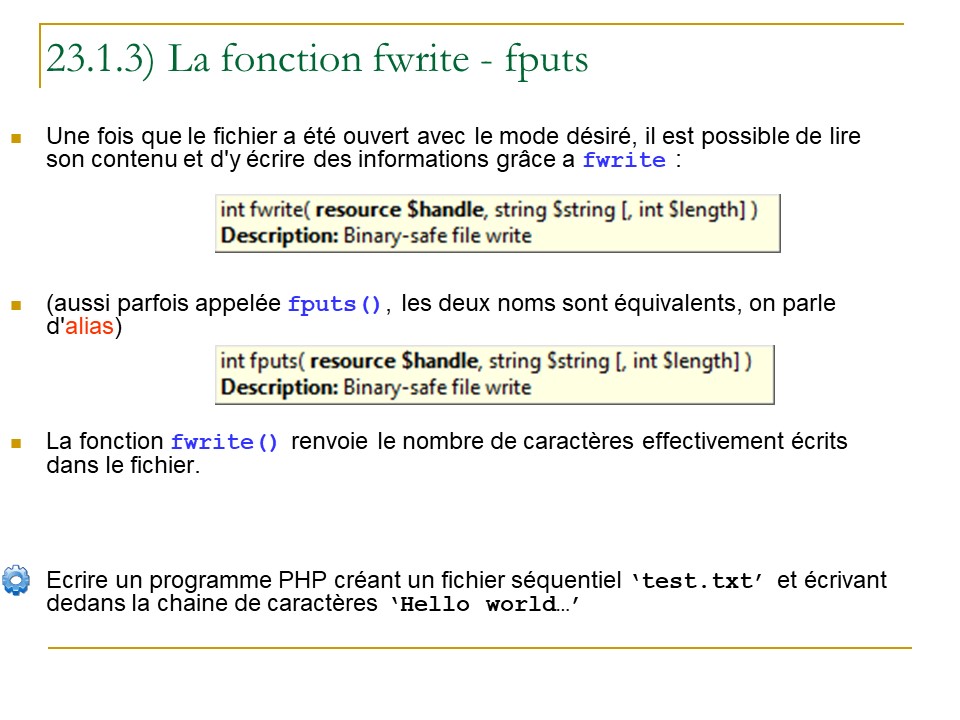 23.1.3) La fonction fwrite - fputs
Une fois que le fichier a été ouvert avec le mode désiré, il est possible de lire
son contenu et d'y écrire des informations grâce a fwrite :
int fwrite( resource $handle, string $string [, int $length] )
Description: Binary-safe file write
(aussi parfois appelée fputs(), les deux noms sont équivalents, on parle
d'alias)
int fputs( resource $handle, string $string [, int $length] )
Description: Binary-safe file write
La fonction fwrite() renvoie le nombre de caractères effectivement écrits
dans le fichier.
Ecrire un programme PHP créant un fichier séquentiel ‘test.txt’ et écrivant
dedans la chaine de caractères ‘Hello world…’